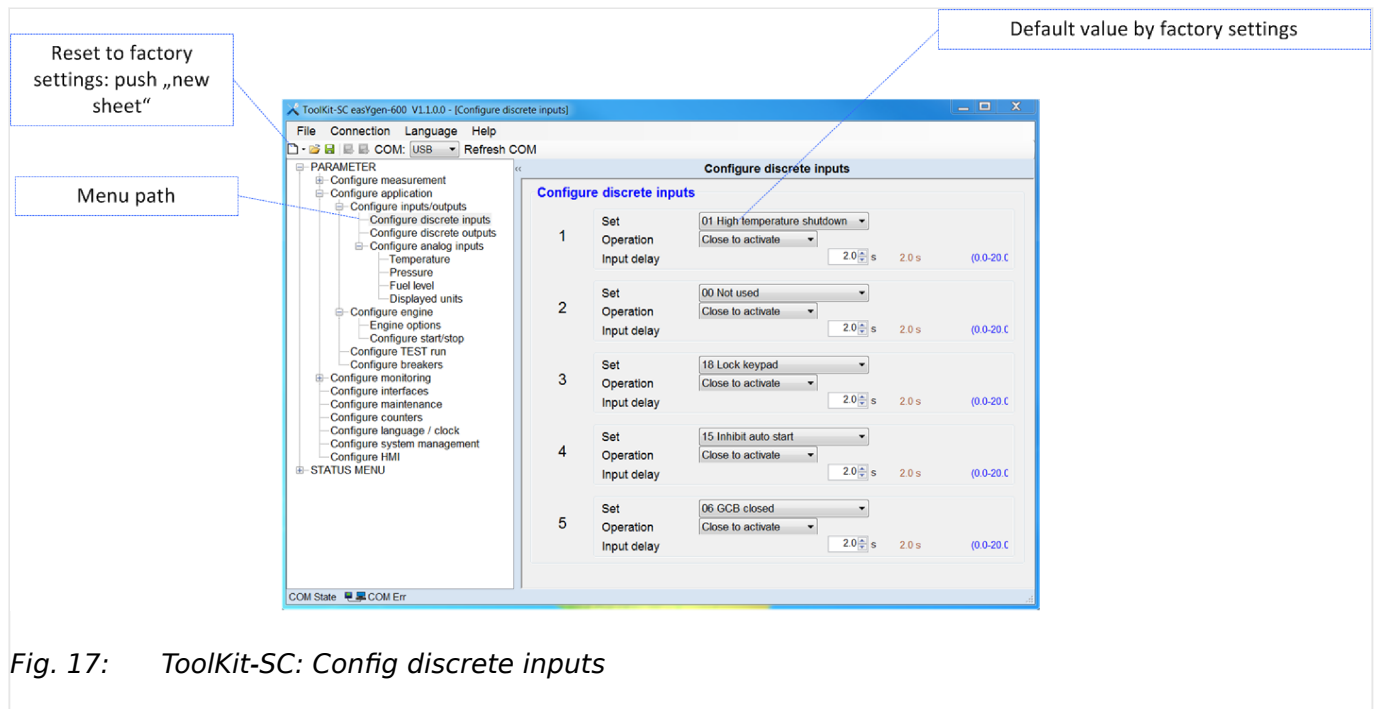 Default value by factory settings
Reset to factory
settings: push „new
sheet“
Menu path
ToolKit-SC easYgen-600 V1.1.0.0 - [Configure discrete inputs]
File Connection Language Help
COM: USB Refresh COM
PARAMETER
Configure measurement
Configure application
Configure inputs/outputs
Configure discrete inputs
Configure discrete outputs
Configure analog inputs
Temperature
Pressure
Fuel level
Displayed units
Configure engine
Engine options
Configure start/stop
Configure TEST run
Configure breakers
Configure monitoring
Configure interfaces
Configure maintenance
Configure counters
Configure language / clock
Configure system management
Configure HMI
STATUS MENU
Configure discrete inputs
Configure discrete inputs
1
Set 01 High temperature shutdown
Operation Close to activate
Input delay 2.0 s 2.0 s (0.0-20.0
2
Set 00 Not used
Operation Close to activate
Input delay 2.0 s 2.0 s (0.0-20.0
3
Set 18 Lock keypad
Operation Close to activate
Input delay 2.0 s 2.0 s (0.0-20.0
4
Set 15 Inhibit auto start
Operation Close to activate
Input delay 2.0 s 2.0 s (0.0-20.0
5
Set 06 GCB closed
Operation Close to activate
Input delay 2.0 s 2.0 s (0.0-20.0
COM State COM Err
Fig. 17: ToolKit-SC: Config discrete inputs